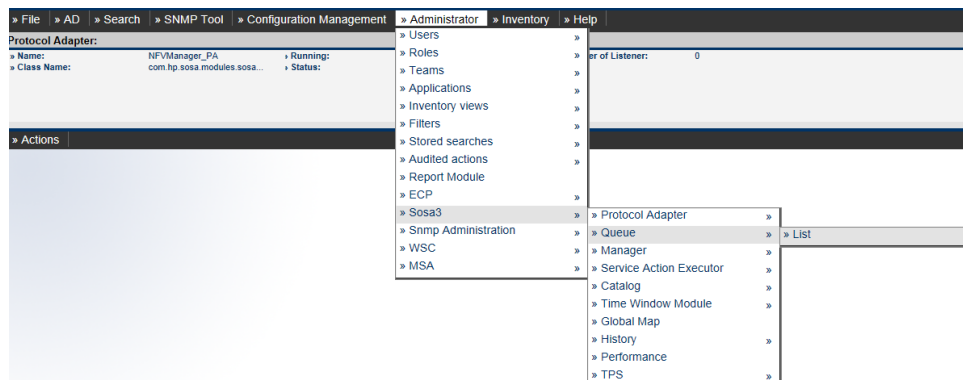 » File » AD » Search » SNMP Tool » Configuration Management » Administrator » Inventory » Help
Protocol Adapter:
» Name: NFVManager_PA › Running: er of Listener: 0
» Class Name: com.hp.sosa.modules.sosa... › Status:
» Actions
» Users »
» Roles »
» Teams »
» Applications »
» Inventory views »
» Filters »
» Stored searches »
» Audited actions »
» Report Module
» ECP »
» Sosa3 »
» Snmp Administration »
» WSC »
» MSA »
» Protocol Adapter »
» Queue »
» Manager »
» Service Action Executor »
» Catalog »
» Time Window Module »
» Global Map
» History »
» Performance
» TPS »
» List